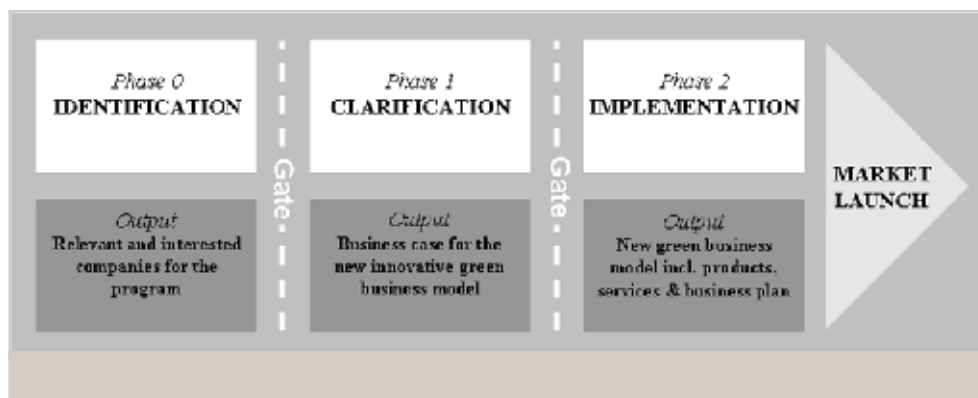 Phase 0
IDENTIFICATION
Output
Relevant and interested
companies for the
program
Gate
Phase 1
CLARIFICATION
Output
Business case for the
new innovative green
business model
Gate
Phase 2
IMPLEMENTATION
Output
New green business
model incl. products,
services & business plan
MARKET
LAUNCH